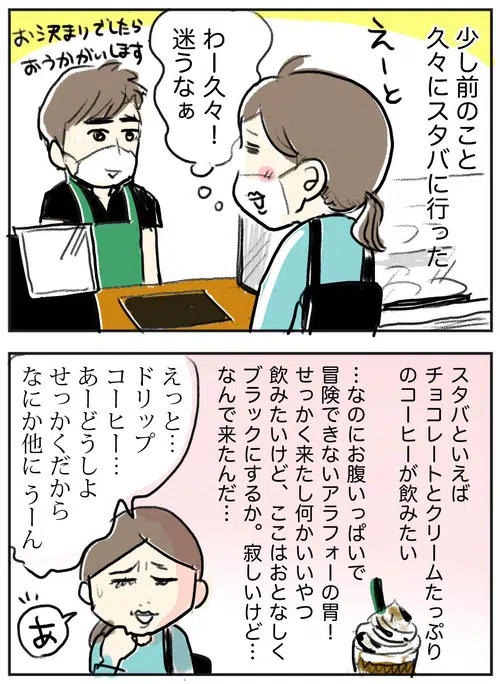 少し前のこと
久々にスタバに行った
えーと
わー久々！
迷うなぁ
お決まりでしたら
おうかがいします
スタバといえば
チョコレートとクリームたっぷり
のコーヒーが飲みたい
…なのにお腹いっぱいで
冒険できないアラフォーの胃！
せっかく来たし何かいいやつ
飲みたいけど、ここはおとなしく
ブラックにするか。寂しいけど…
なんで来たんだ…
えっと…
ドリップ
コーヒー…
あーどうしよ
せっかくだから
なにか他に うーん
あ